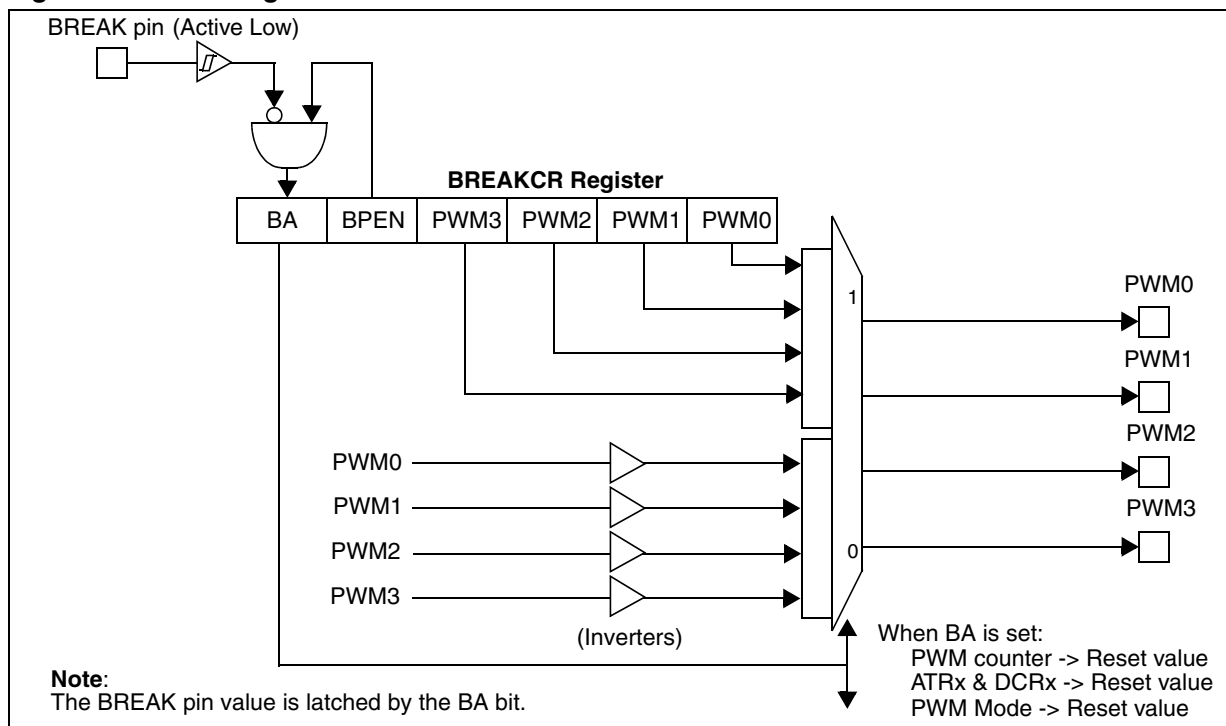 BREAK pin (Active Low)
BREAKCR Register
BA BPEN PWM3 PWM2 PWM1 PWM0
1
PWM0
PWM1
PWM2
PWM3
PWM0
PWM1
PWM2
PWM3
0
(Inverters)
When BA is set:
PWM counter -> Reset value
ATRx & DCRx -> Reset value
PWM Mode -> Reset value
Note:
The BREAK pin value is latched by the BA bit.